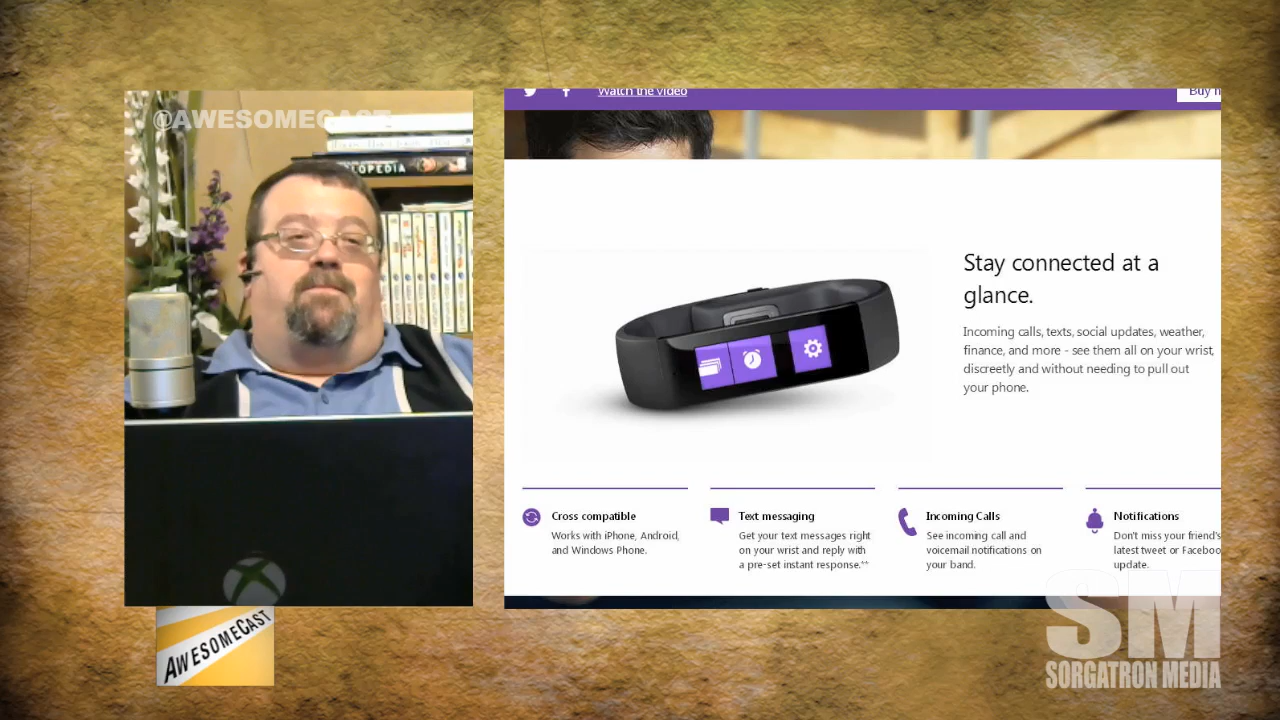 @AWESOMECAST
LOPEDIA
Watch the video
Buy n
Stay connected at a
glance.
Incoming calls, texts, social updates, weather,
finance, and more - see them all on your wrist,
discreetly and without needing to pull out
your phone.
Cross compatible
Works with iPhone, Android,
and Windows Phone.
Text messaging
Get your text messages right
on your wrist and reply with
a pre-set instant response.**
Incoming Calls
See incoming call and
voicemail notifications on
your band.
Notifications
Don't miss your friend's
latest tweet or Faceboo
update.
AWESOMECAST
SM
SORGATRON MEDIA